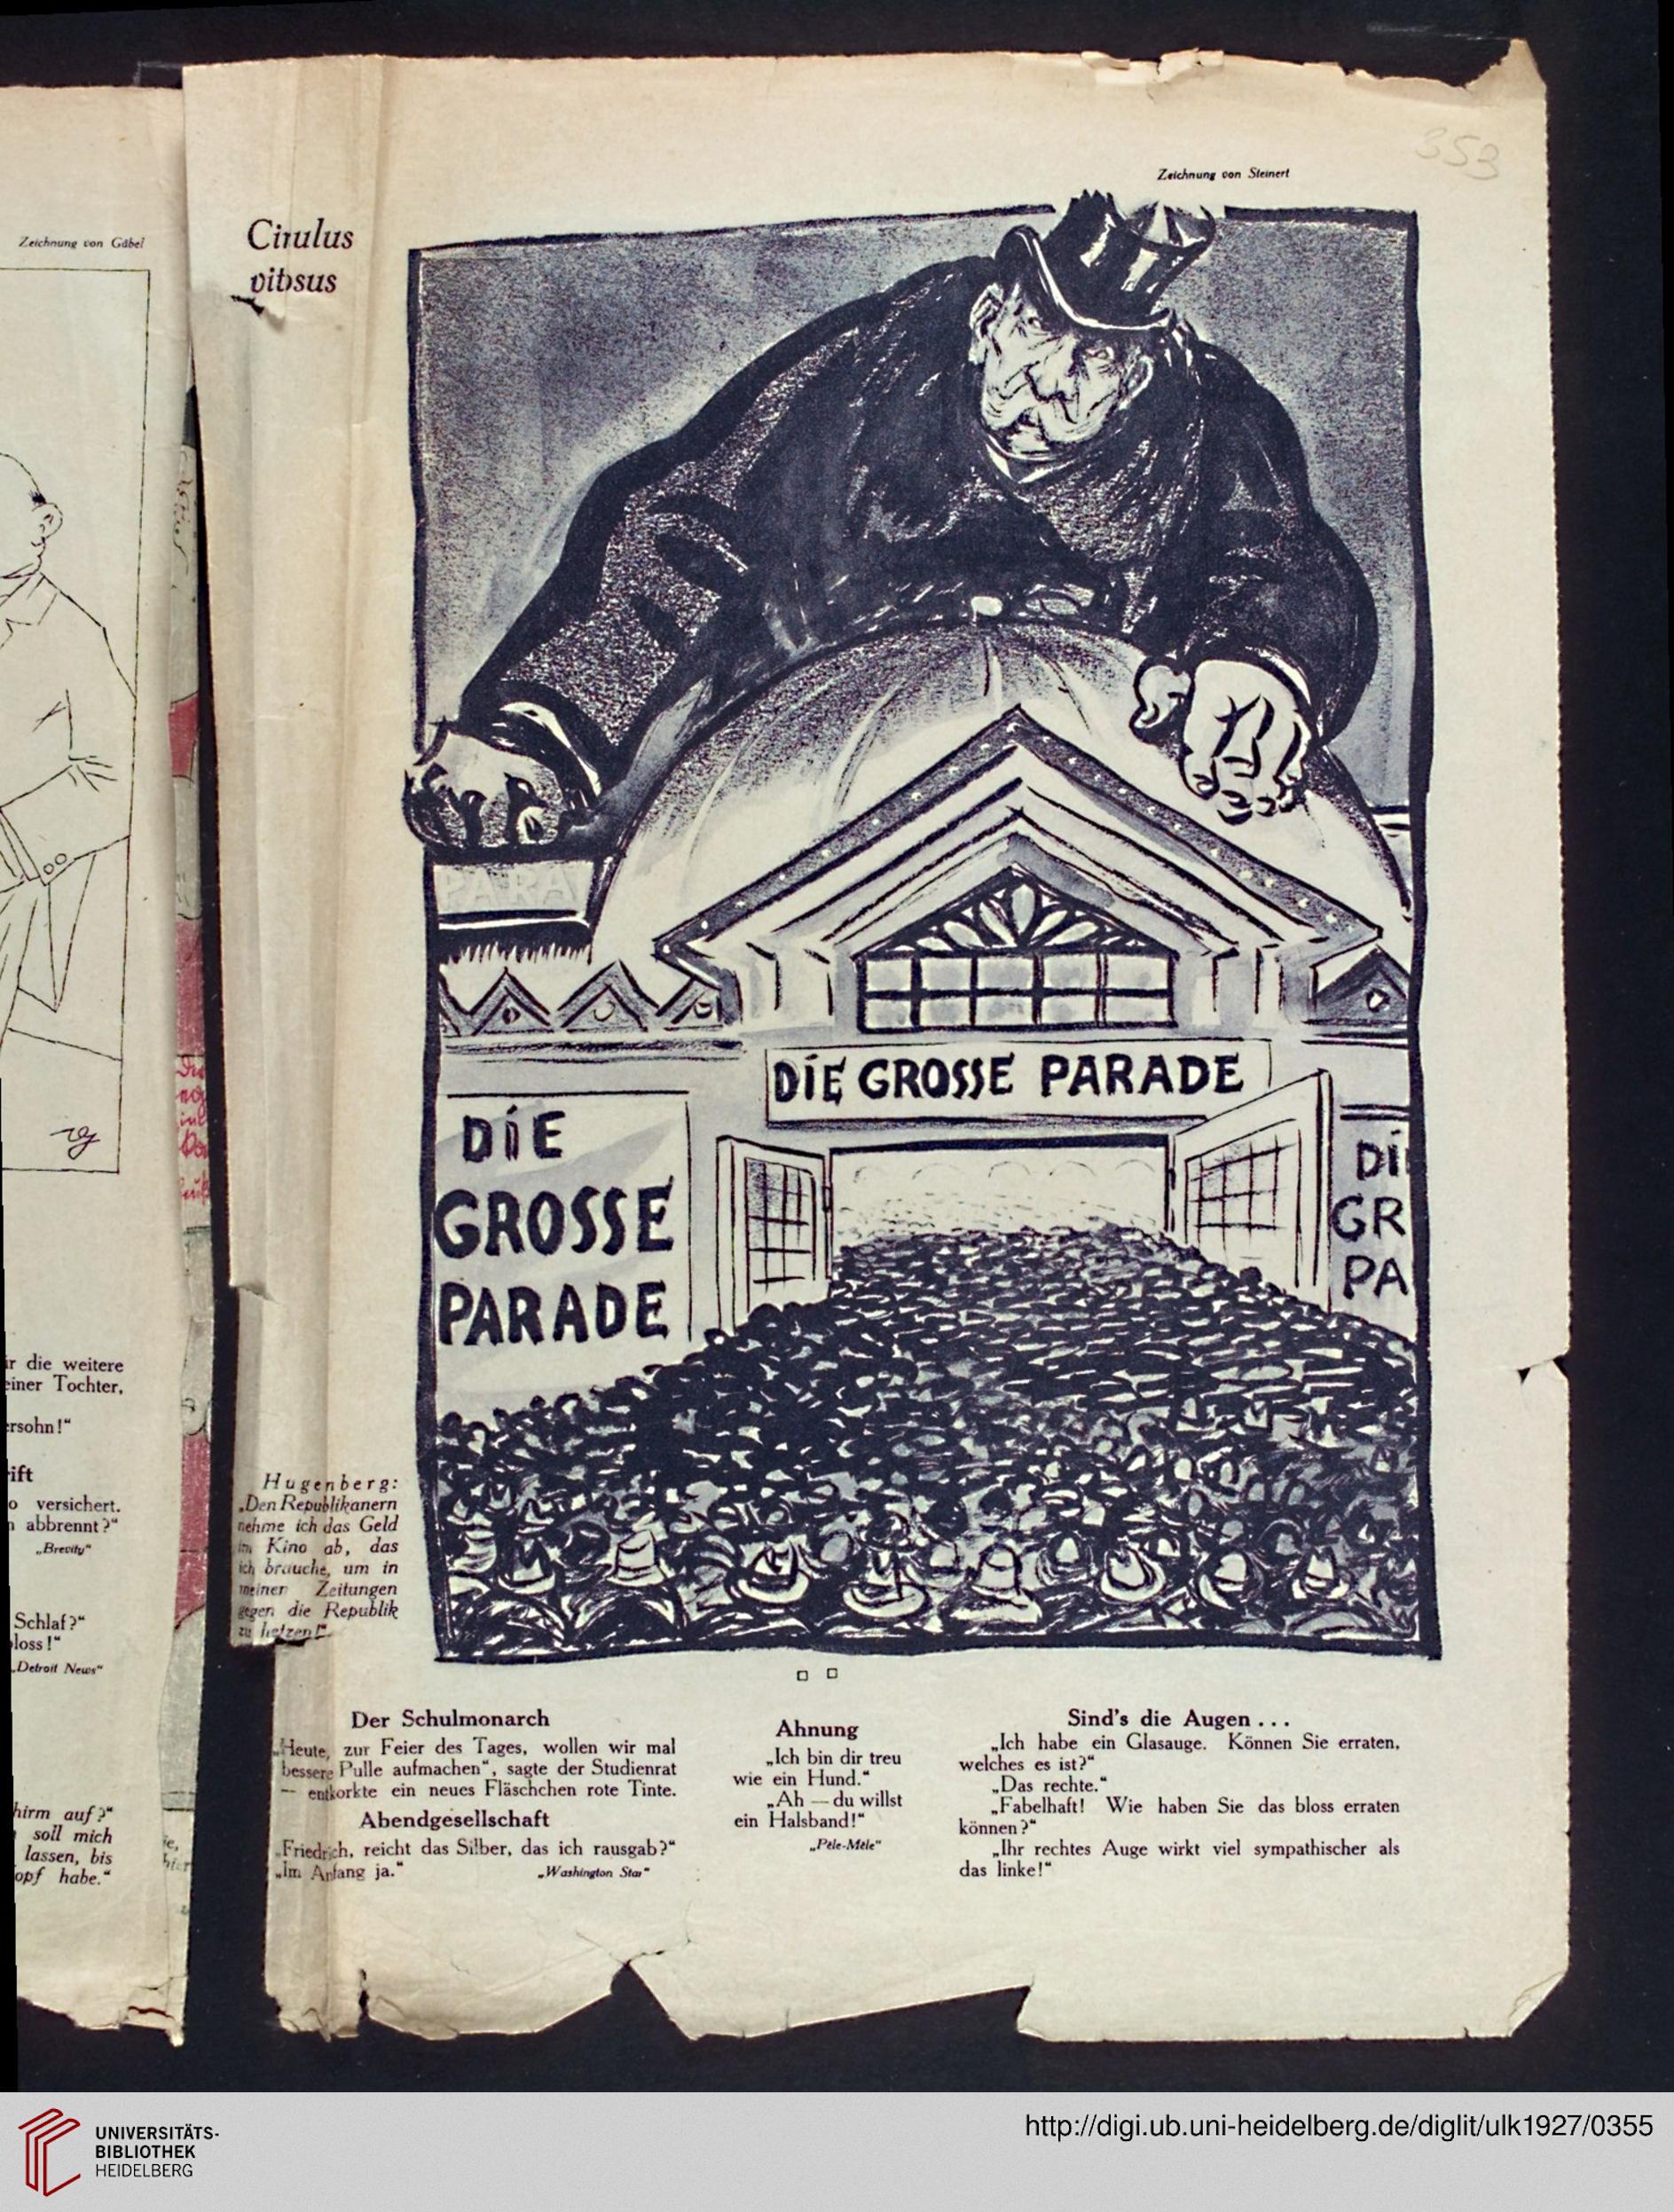 353
Zeichnung von Steinert
Zeichnung von Gäbel
Cirulus
vitisus
PARA
DIE GROSSE PARADE
DIE
GROSSE
PARADE
DI
GR
PA
Hugenberg:
„Den Republikanern
nehme ich das Geld
im Kino ab, das
ich brauche, um in
meiner Zeitungen
gegen die Republik
zu hetzen!“
ir die weitere
einer Tochter,
ersohn!“
rift
o versichert.
n abbrennt?“
„Brevity“
Schlaf?“
loss!“
„Detroit News“
hirm auf?“
soll mich
lassen, bis
opf habe.“
Der Schulmonarch
„Heute, zur Feier des Tages, wollen wir mal
bessere Pulle aufmachen“, sagte der Studienrat
— entkorkte ein neues Fläschchen rote Tinte.
Abendgesellschaft
„Friedrich, reicht das Silber, das ich rausgab?“
„Im Anfang ja.“ „Washington Star“
Ahnung
„Ich bin dir treu
wie ein Hund.“
„Ah — du willst
ein Halsband!“
„Pêle-Mêle“
Sind's die Augen . . .
„Ich habe ein Glasauge. Können Sie erraten,
welches es ist?“
„Das rechte.“
„Fabelhaft! Wie haben Sie das bloss erraten
können?“
„Ihr rechtes Auge wirkt viel sympathischer als
das linke!“
UNIVERSITÄTS-
BIBLIOTHEK
HEIDELBERG
http://digi.ub.uni-heidelberg.de/diglit/ulk1927/0355